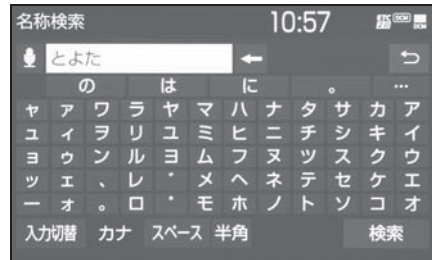 名称検索 10:57
とよた
の は に 。 …
ャ ァ ワ ラ ヤ マ ハ ナ タ サ カ ア
ュ ィ ヲ リ ユ ミ ヒ ニ チ シ キ イ
ョ ゥ ン ル ヨ ム フ ヌ ツ ス ク ウ
ッ ェ 、 レ ゛ メ ヘ ネ テ セ ケ エ
ー ォ 。 ロ ゜ モ ホ ノ ト ソ コ オ
入力切替 カナ スペース 半角 検索